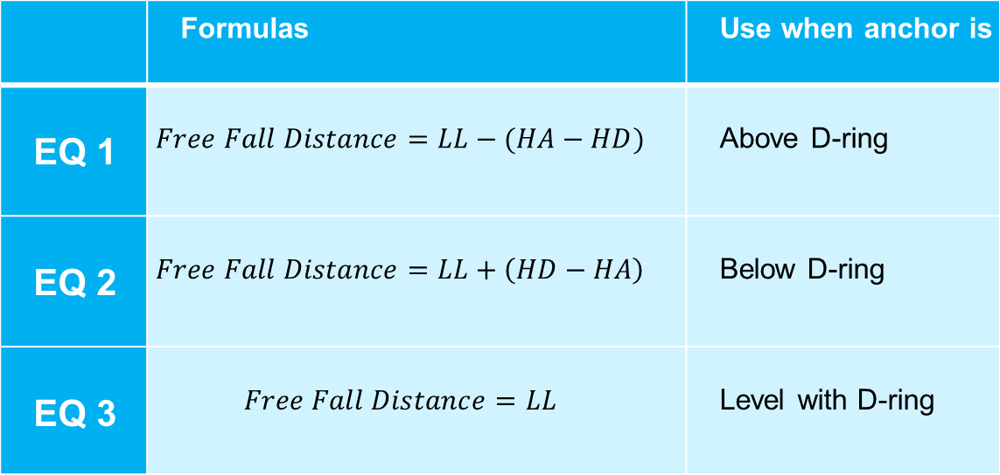 Formulas Use when anchor is
EQ 1 Free Fall Distance = LL − (HA − HD) Above D-ring
EQ 2 Free Fall Distance = LL + (HD − HA) Below D-ring
EQ 3 Free Fall Distance = LL Level with D-ring